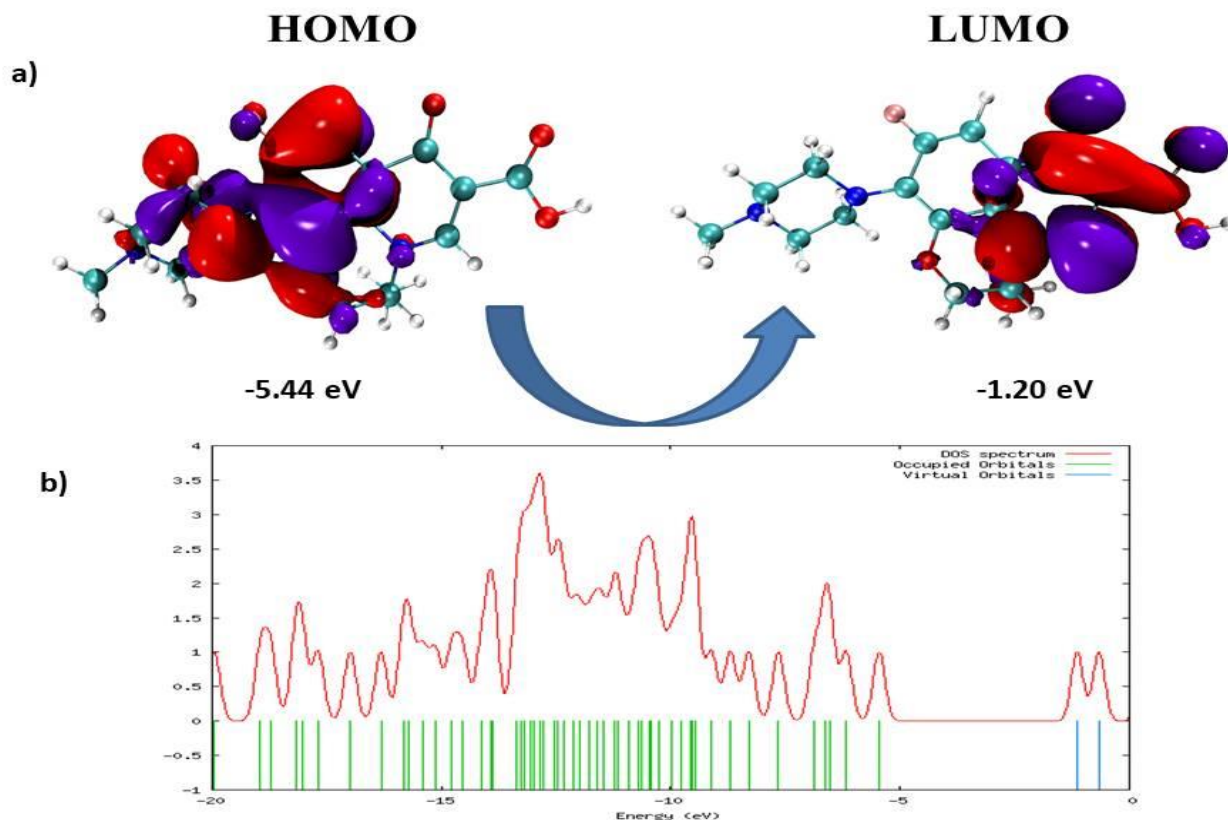 HOMO LUMO
a)
-5.44 eV -1.20 eV
b)
4
3.5
3
2.5
2
1.5
1
0.5
0
-0.5
-1
DOS spectrum
Occupied Orbitals
Virtual Orbitals
-20 -15 -10 -5 0
Energy (eV)